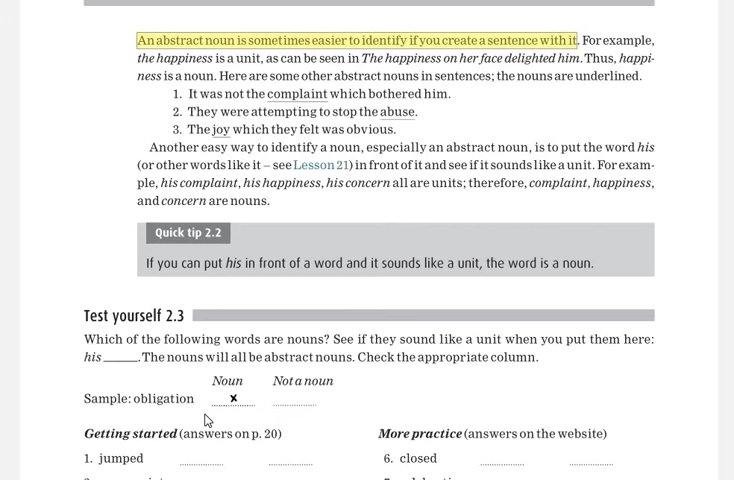 An abstract noun is sometimes easier to identify if you create a sentence with it. For example,
the happiness is a unit, as can be seen in The happiness on her face delighted him. Thus, happi-
ness is a noun. Here are some other abstract nouns in sentences; the nouns are underlined.
1. It was not the complaint which bothered him.
2. They were attempting to stop the abuse.
3. The joy which they felt was obvious.
Another easy way to identify a noun, especially an abstract noun, is to put the word his
(or other words like it – see Lesson 21) in front of it and see if it sounds like a unit. For exam-
ple, his complaint, his happiness, his concern all are units; therefore, complaint, happiness,
and concern are nouns.
Quick tip 2.2
If you can put his in front of a word and it sounds like a unit, the word is a noun.
Test yourself 2.3
Which of the following words are nouns? See if they sound like a unit when you put them here:
his _____. The nouns will all be abstract nouns. Check the appropriate column.
Noun Not a noun
Sample: obligation x
Getting started (answers on p. 20) More practice (answers on the website)
1. jumped 6. closed